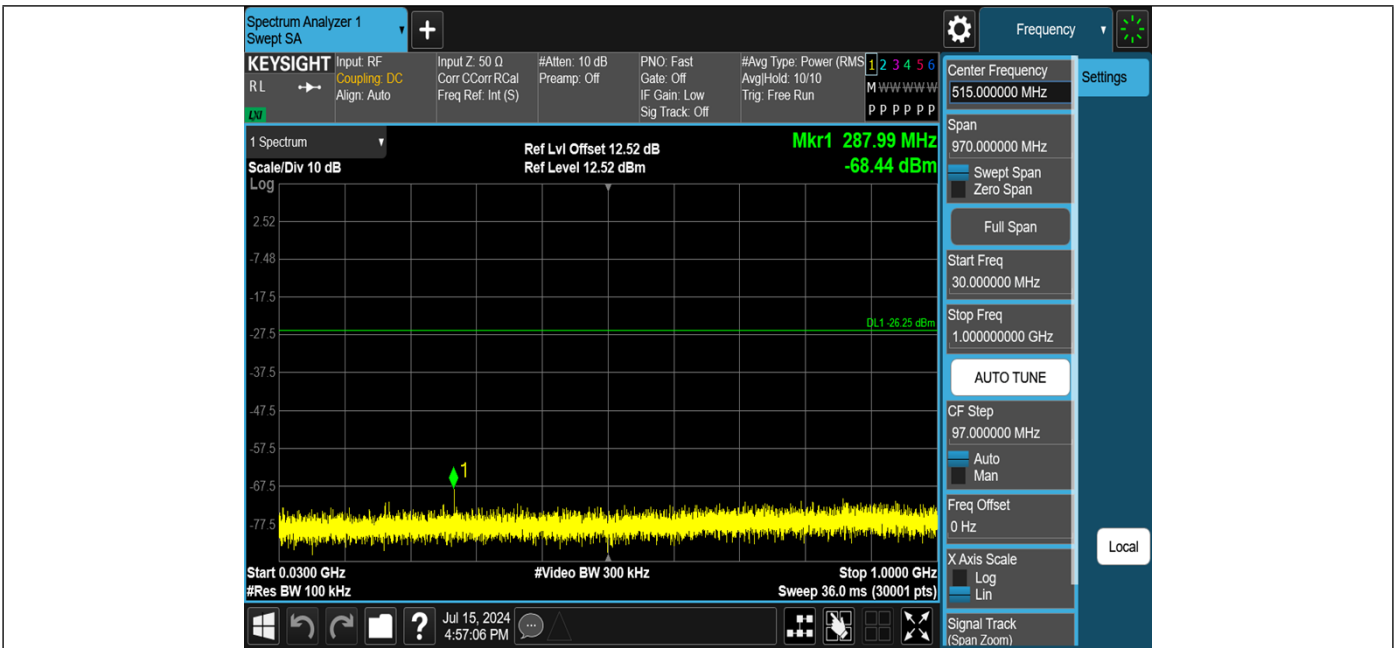 Spectrum Analyzer 1
Swept SA
+
Frequency
KEYSIGHT
R L
LXI
Input: RF
Coupling: DC
Align: Auto
Input Z: 50 Ω
Corr CCorr RCal
Freq Ref: Int (S)
#Atten: 10 dB
Preamp: Off
PNO: Fast
Gate: Off
IF Gain: Low
Sig Track: Off
#Avg Type: Power (RMS
Avg|Hold: 10/10
Trig: Free Run
1 2 3 4 5 6
M W W W W W
P P P P P P
1 Spectrum
Scale/Div 10 dB
Log
Ref Lvl Offset 12.52 dB
Ref Level 12.52 dBm
Mkr1 287.99 MHz
-68.44 dBm
2.52
-7.48
-17.5
DL1 -26.25 dBm
-27.5
-37.5
-47.5
-57.5
1
-67.5
-77.5
Start 0.0300 GHz
#Video BW 300 kHz
Stop 1.0000 GHz
#Res BW 100 kHz
Sweep 36.0 ms (30001 pts)
?
Jul 15, 2024
4:57:06 PM
Center Frequency
515.000000 MHz
Settings
Span
970.000000 MHz
Swept Span
Zero Span
Full Span
Start Freq
30.000000 MHz
Stop Freq
1.000000000 GHz
AUTO TUNE
CF Step
97.000000 MHz
Auto
Man
Freq Offset
0 Hz
X Axis Scale
Log
Lin
Local
Signal Track
(Span Zoom)